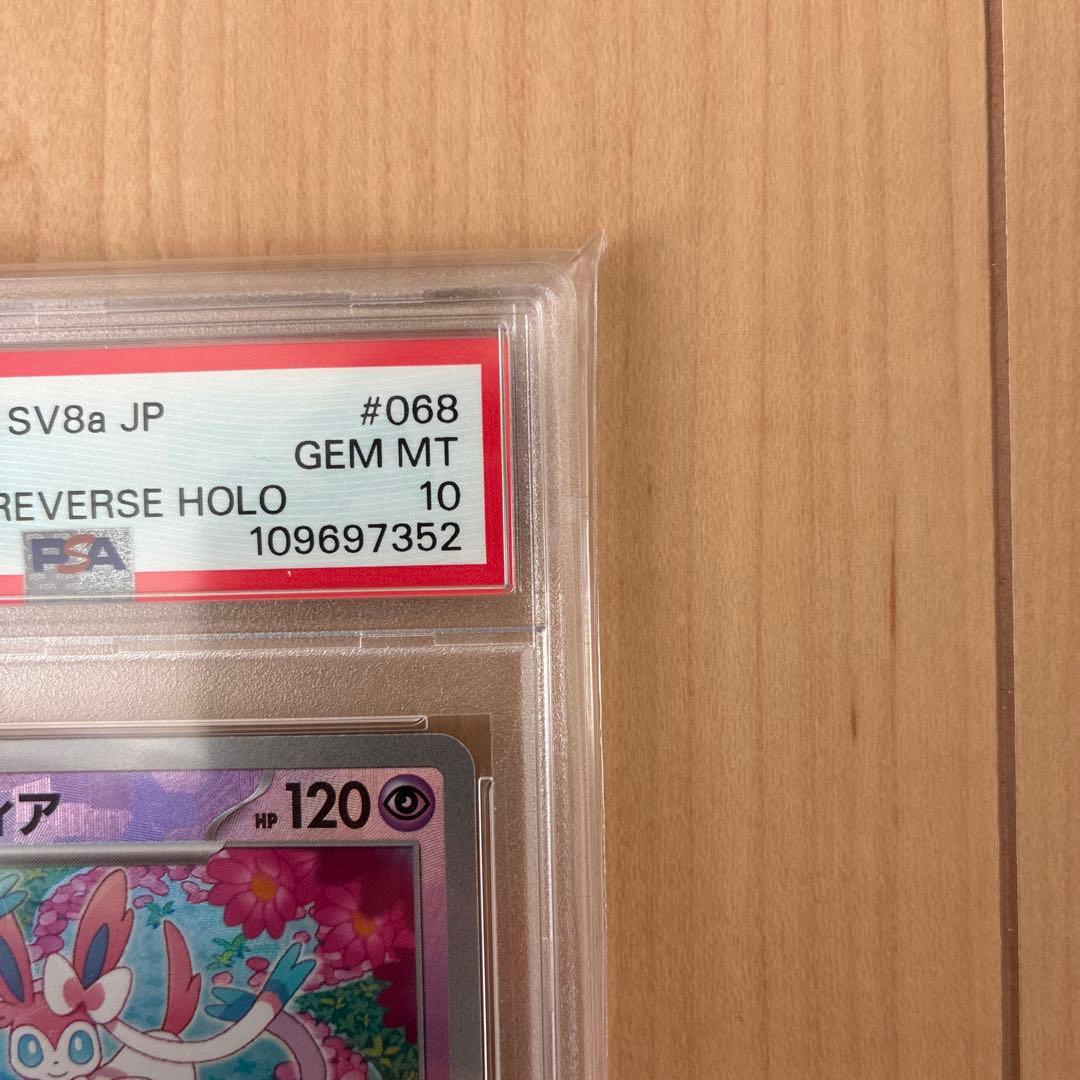 SV8a JP #068
GEM MT
REVERSE HOLO 10
PSA 109697352
ィア HP 120